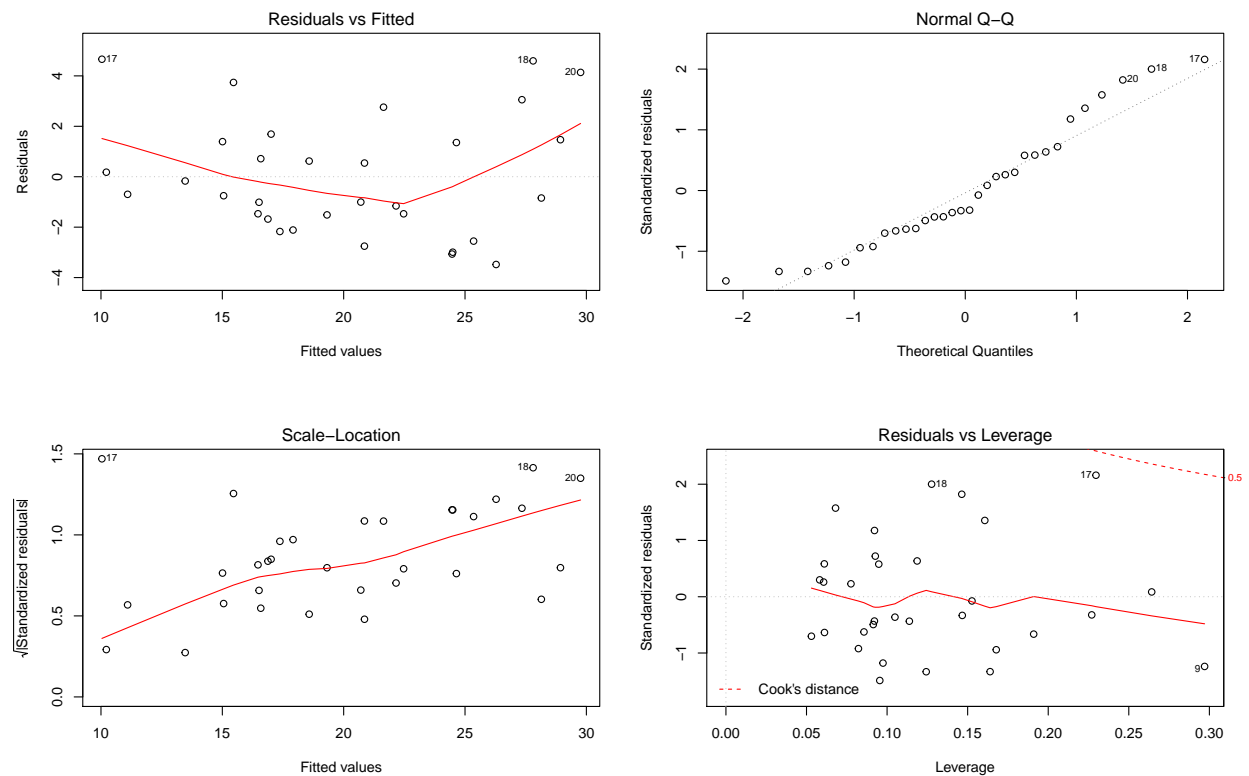 Residuals vs Fitted
Residuals
4
2
0
−2
−4
17
18
20
10 15 20 25 30
Fitted values
Normal Q−Q
Standardized residuals
2
1
0
−1
17
18
20
−2 −1 0 1 2
Theoretical Quantiles
Scale−Location
√|Standardized residuals|
1.5
1.0
0.5
0.0
17
18
20
10 15 20 25 30
Fitted values
Residuals vs Leverage
Standardized residuals
2
1
0
−1
17
18
0.5
9
Cook's distance
0.00 0.05 0.10 0.15 0.20 0.25 0.30
Leverage